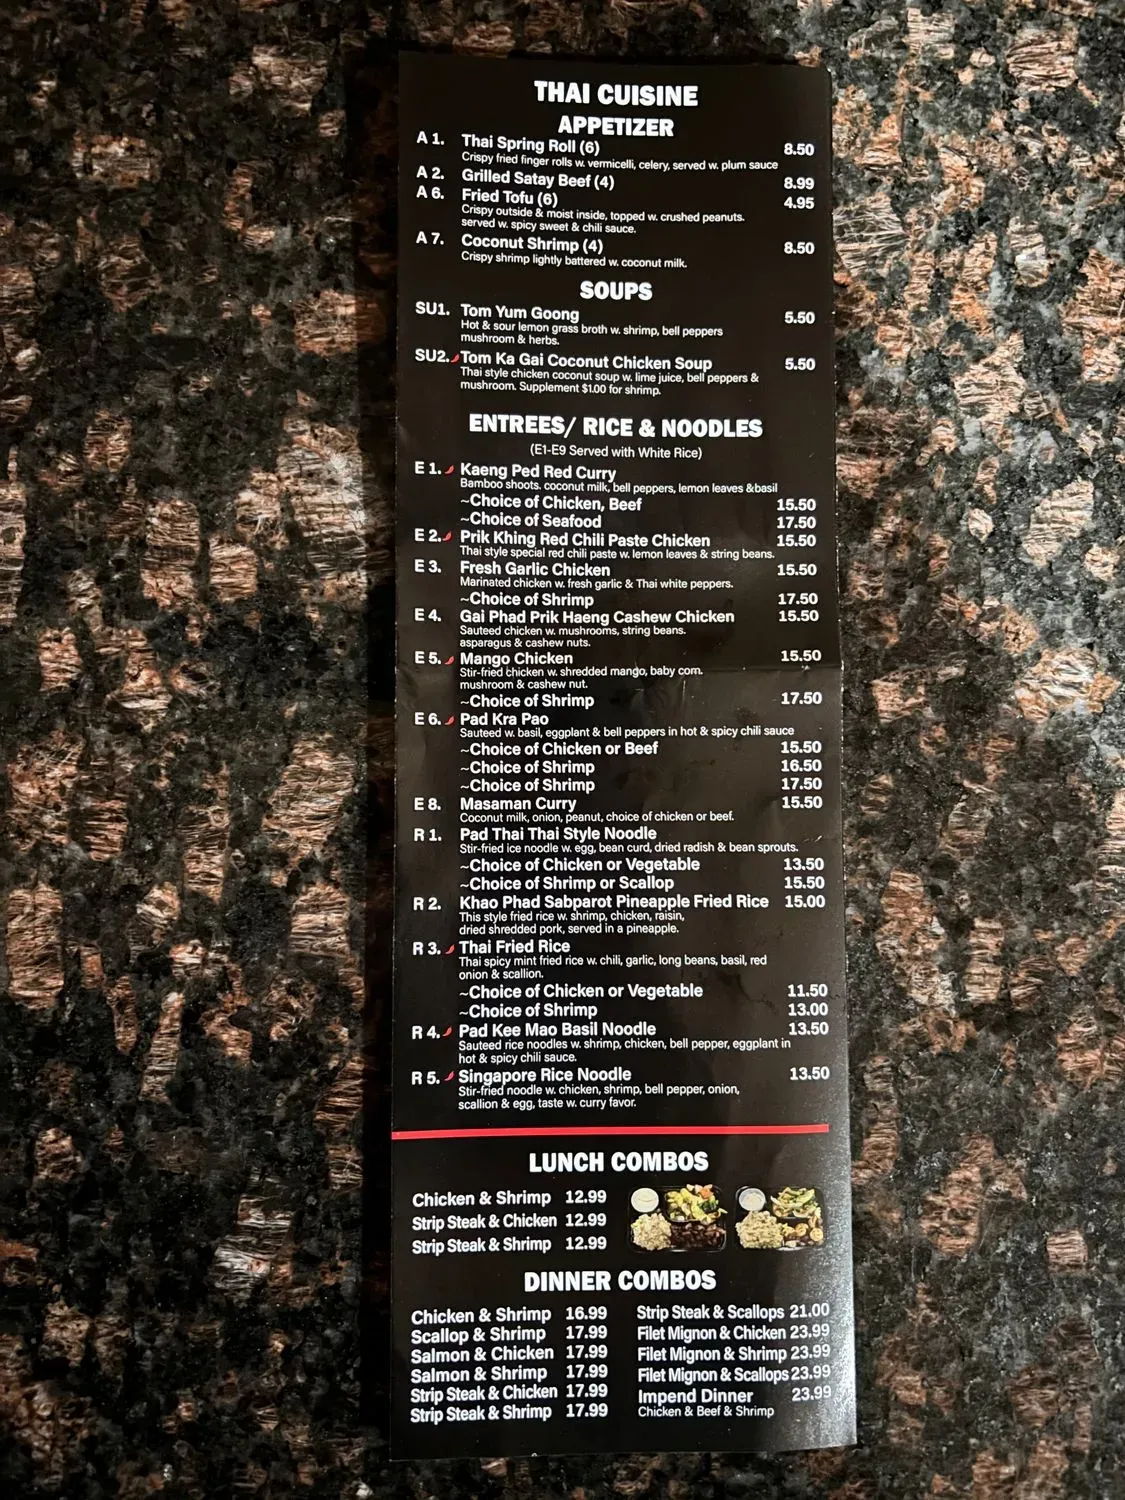 THAI CUISINE
APPETIZER
A 1. Thai Spring Roll (6) 8.50
Crispy fried finger rolls w. vermicelli, celery, served w. plum sauce
A 2. Grilled Satay Beef (4) 8.99
A 6. Fried Tofu (6) 4.95
Crispy outside & moist inside, topped w. crushed peanuts.
served w. spicy sweet & chili sauce.
A 7. Coconut Shrimp (4) 8.50
Crispy shrimp lightly battered w. coconut milk.
SOUPS
SU1. Tom Yum Goong 5.50
Hot & sour lemon grass broth w. shrimp, bell peppers
mushroom & herbs.
SU2. Tom Ka Gai Coconut Chicken Soup 5.50
Thai style chicken coconut soup w. lime juice, bell peppers &
mushroom. Supplement $1.00 for shrimp.
ENTREES/ RICE & NOODLES
(E1-E9 Served with White Rice)
E 1. Kaeng Ped Red Curry
Bamboo shoots. coconut milk, bell peppers, lemon leaves &basil
~Choice of Chicken, Beef 15.50
~Choice of Seafood 17.50
E 2. Prik Khing Red Chili Paste Chicken 15.50
Thai style special red chili paste w. lemon leaves & string beans.
E 3. Fresh Garlic Chicken 15.50
Marinated chicken w. fresh garlic & Thai white peppers.
~Choice of Shrimp 17.50
E 4. Gai Phad Prik Haeng Cashew Chicken 15.50
Sauteed chicken w. mushrooms, string beans.
asparagus & cashew nuts.
E 5. Mango Chicken 15.50
Stir-fried chicken w. shredded mango, baby corn.
mushroom & cashew nut.
~Choice of Shrimp 17.50
E 6. Pad Kra Pao
Sauteed w. basil, eggplant & bell peppers in hot & spicy chili sauce
~Choice of Chicken or Beef 15.50
~Choice of Shrimp 16.50
~Choice of Shrimp 17.50
E 8. Masaman Curry 15.50
Coconut milk, onion, peanut, choice of chicken or beef.
R 1. Pad Thai Thai Style Noodle
Stir-fried ice noodle w. egg, bean curd, dried radish & bean sprouts.
~Choice of Chicken or Vegetable 13.50
~Choice of Shrimp or Scallop 15.50
R 2. Khao Phad Sabparot Pineapple Fried Rice 15.00
This style fried rice w. shrimp, chicken, raisin,
dried shredded pork, served in a pineapple.
R 3. Thai Fried Rice
Thai spicy mint fried rice w. chili, garlic, long beans, basil, red
onion & scallion.
~Choice of Chicken or Vegetable 11.50
~Choice of Shrimp 13.00
R 4. Pad Kee Mao Basil Noodle 13.50
Sauteed rice noodles w. shrimp, chicken, bell pepper, eggplant in
hot & spicy chili sauce.
R 5. Singapore Rice Noodle 13.50
Stir-fried noodle w. chicken, shrimp, bell pepper, onion,
scallion & egg, taste w. curry favor.
LUNCH COMBOS
Chicken & Shrimp 12.99
Strip Steak & Chicken 12.99
Strip Steak & Shrimp 12.99
DINNER COMBOS
Chicken & Shrimp 16.99
Scallop & Shrimp 17.99
Salmon & Chicken 17.99
Salmon & Shrimp 17.99
Strip Steak & Chicken 17.99
Strip Steak & Shrimp 17.99
Strip Steak & Scallops 21.00
Filet Mignon & Chicken 23.99
Filet Mignon & Shrimp 23.99
Filet Mignon & Scallops 23.99
Impend Dinner 23.99
Chicken & Beef & Shrimp